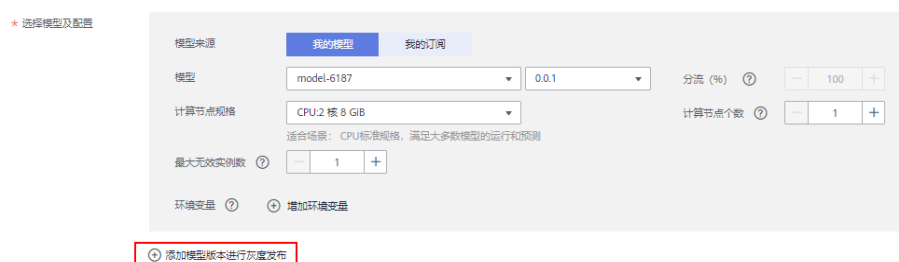 * 选择模型及配置
模型来源 我的模型 我的订阅
模型 model-6187 0.0.1 分流 (%) ? 100
计算节点规格 CPU:2 核 8 GiB 计算节点个数 ? 1
适合场景： CPU标准规格，满足大多数模型的运行和预测
最大无效实例数 ? 1
环境变量 ? 增加环境变量
添加模型版本进行灰度发布